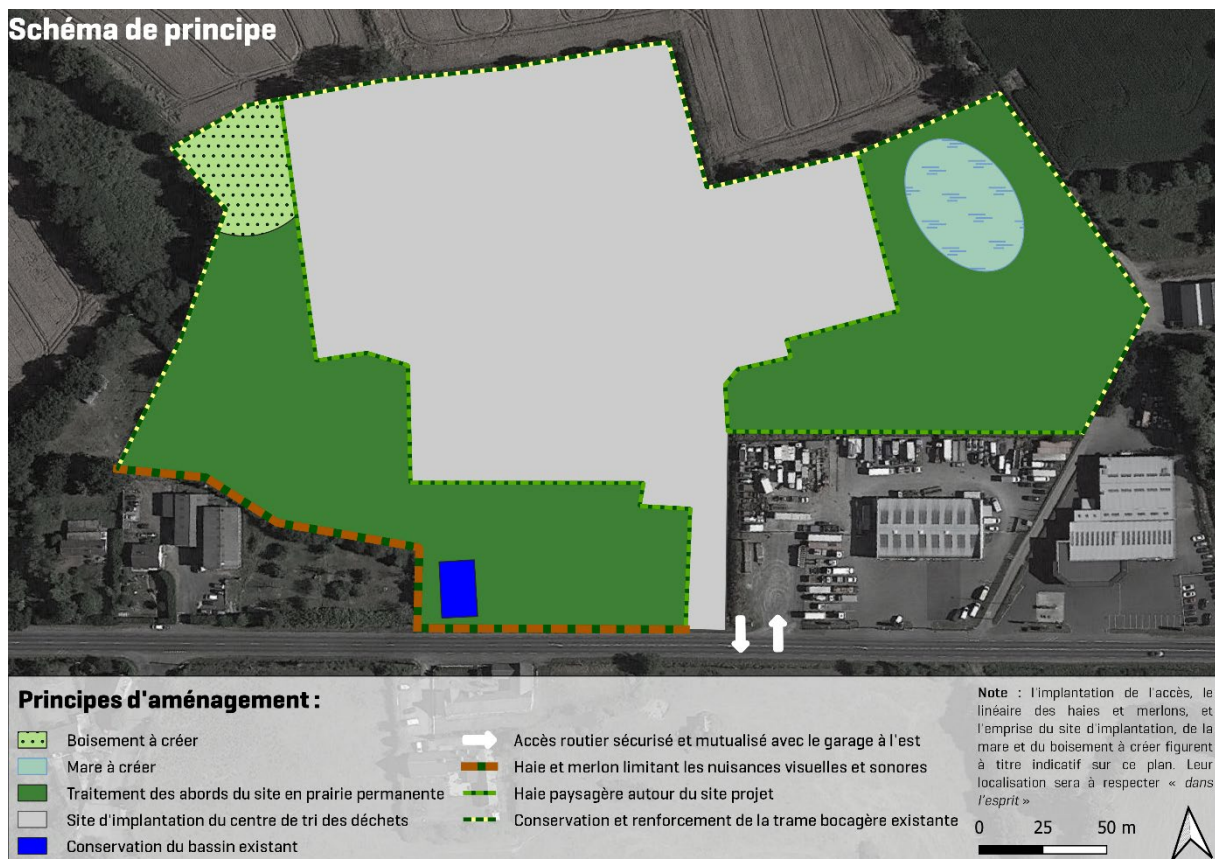 Schéma de principe
Principes d'aménagement :
Boisement à créer
Mare à créer
Traitement des abords du site en prairie permanente
Site d'implantation du centre de tri des déchets
Conservation du bassin existant
Accès routier sécurisé et mutualisé avec le garage à l'est
Haie et merlon limitant les nuisances visuelles et sonores
Haie paysagère autour du site projet
Conservation et renforcement de la trame bocagère existante
Note : l'implantation de l'accès, le
linéaire des haies et merlons, et
l'emprise du site d'implantation, de la
mare et du boisement à créer figurent
à titre indicatif sur ce plan. Leur
localisation sera à respecter « dans
l'esprit »
0 25 50 m